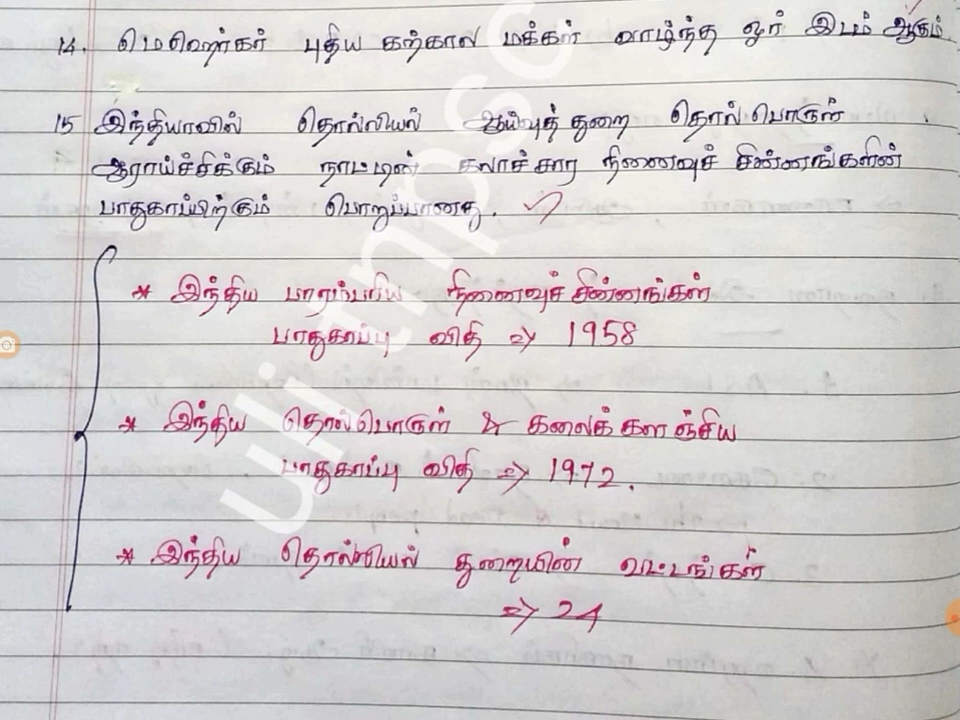 14. மெஹெர்கர் புதிய கற்கால மக்கள் வாழ்ந்த ஓர் இடம் ஆகும்.
15 இந்தியாவில் தொல்லியல் ஆய்வுத் துறை தொல் பொருள்
ஆராய்ச்சிக்கும் நாட்டின் கலாச்சார நினைவுச் சின்னங்களின்
பாதுகாப்பிற்கும் பொறுப்பானது.
* இந்திய பாரம்பரிய நினைவுச் சின்னங்கள்
பாதுகாப்பு விதி => 1958
* இந்திய தொல்பொருள் & கலைக் களஞ்சிய
பாதுகாப்பு விதி => 1972.
* இந்திய தொல்லியல் துறையின் வட்டங்கள்
=> 24